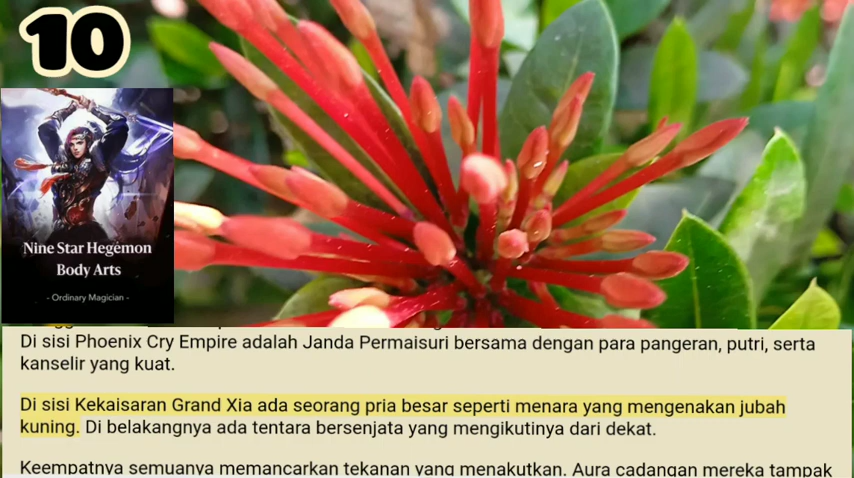 10
Nine Star Hegemon
Body Arts
- Ordinary Magician -
Di sisi Phoenix Cry Empire adalah Janda Permaisuri bersama dengan para pangeran, putri, serta
kanselir yang kuat.
Di sisi Kekaisaran Grand Xia ada seorang pria besar seperti menara yang mengenakan jubah
kuning. Di belakangnya ada tentara bersenjata yang mengikutinya dari dekat.
Keempatnya semuanya memancarkan tekanan yang menakutkan. Aura cadangan mereka tampak